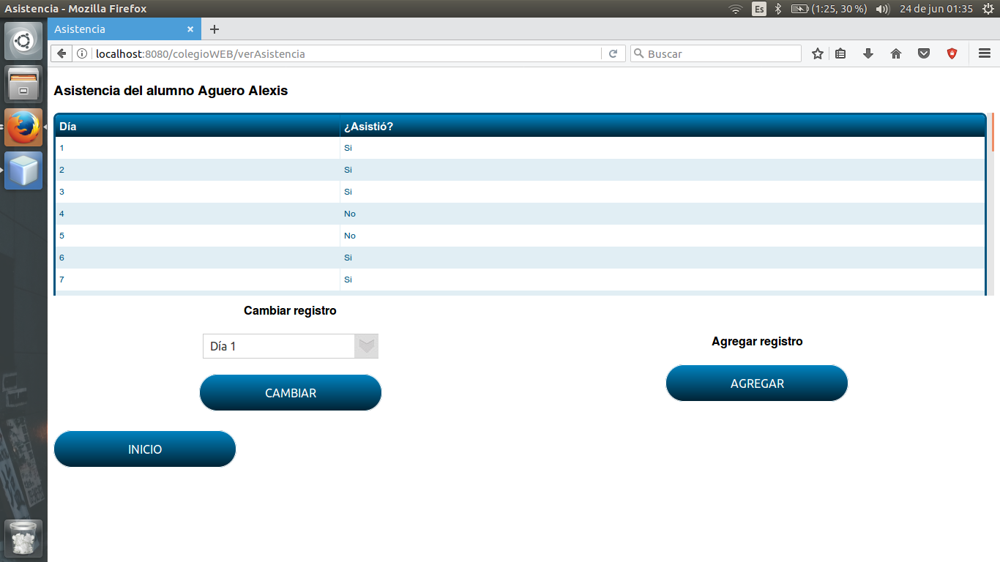 Asistencia - Mozilla Firefox
Es
(1:25, 30 %)
24 de jun 01:35
Asistencia
localhost:8080/colegioWEB/verAsistencia
Buscar
Asistencia del alumno Aguero Alexis
Día ¿Asistió?
1 Si
2 Si
3 Si
4 No
5 No
6 Si
7 Si
Cambiar registro
Día 1
CAMBIAR
Agregar registro
AGREGAR
INICIO